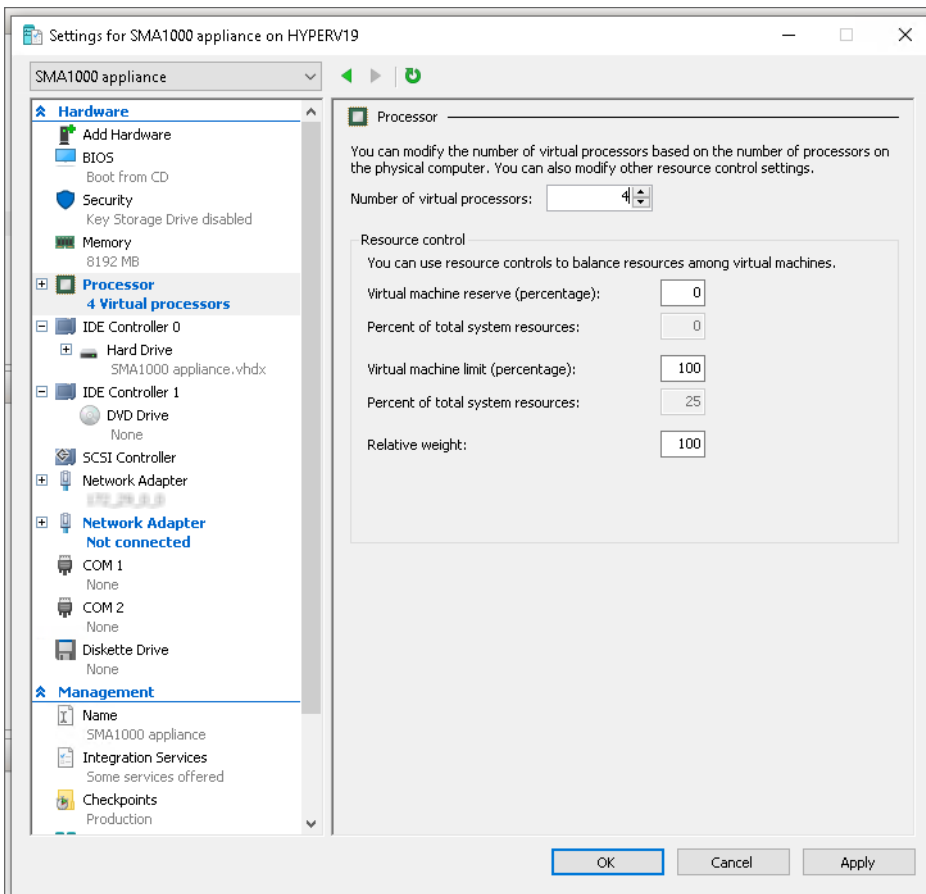 Settings for SMA1000 appliance on HYPERV19
SMA1000 appliance
Hardware
Add Hardware
BIOS
Boot from CD
Security
Key Storage Drive disabled
Memory
8192 MB
Processor
4 Virtual processors
IDE Controller 0
Hard Drive
SMA1000 appliance.vhdx
IDE Controller 1
DVD Drive
None
SCSI Controller
Network Adapter
Network Adapter
Not connected
COM 1
None
COM 2
None
Diskette Drive
None
Management
Name
SMA1000 appliance
Integration Services
Some services offered
Checkpoints
Production
Processor
You can modify the number of virtual processors based on the number of processors on
the physical computer. You can also modify other resource control settings.
Number of virtual processors: 4
Resource control
You can use resource controls to balance resources among virtual machines.
Virtual machine reserve (percentage): 0
Percent of total system resources: 0
Virtual machine limit (percentage): 100
Percent of total system resources: 25
Relative weight: 100
OK Cancel Apply